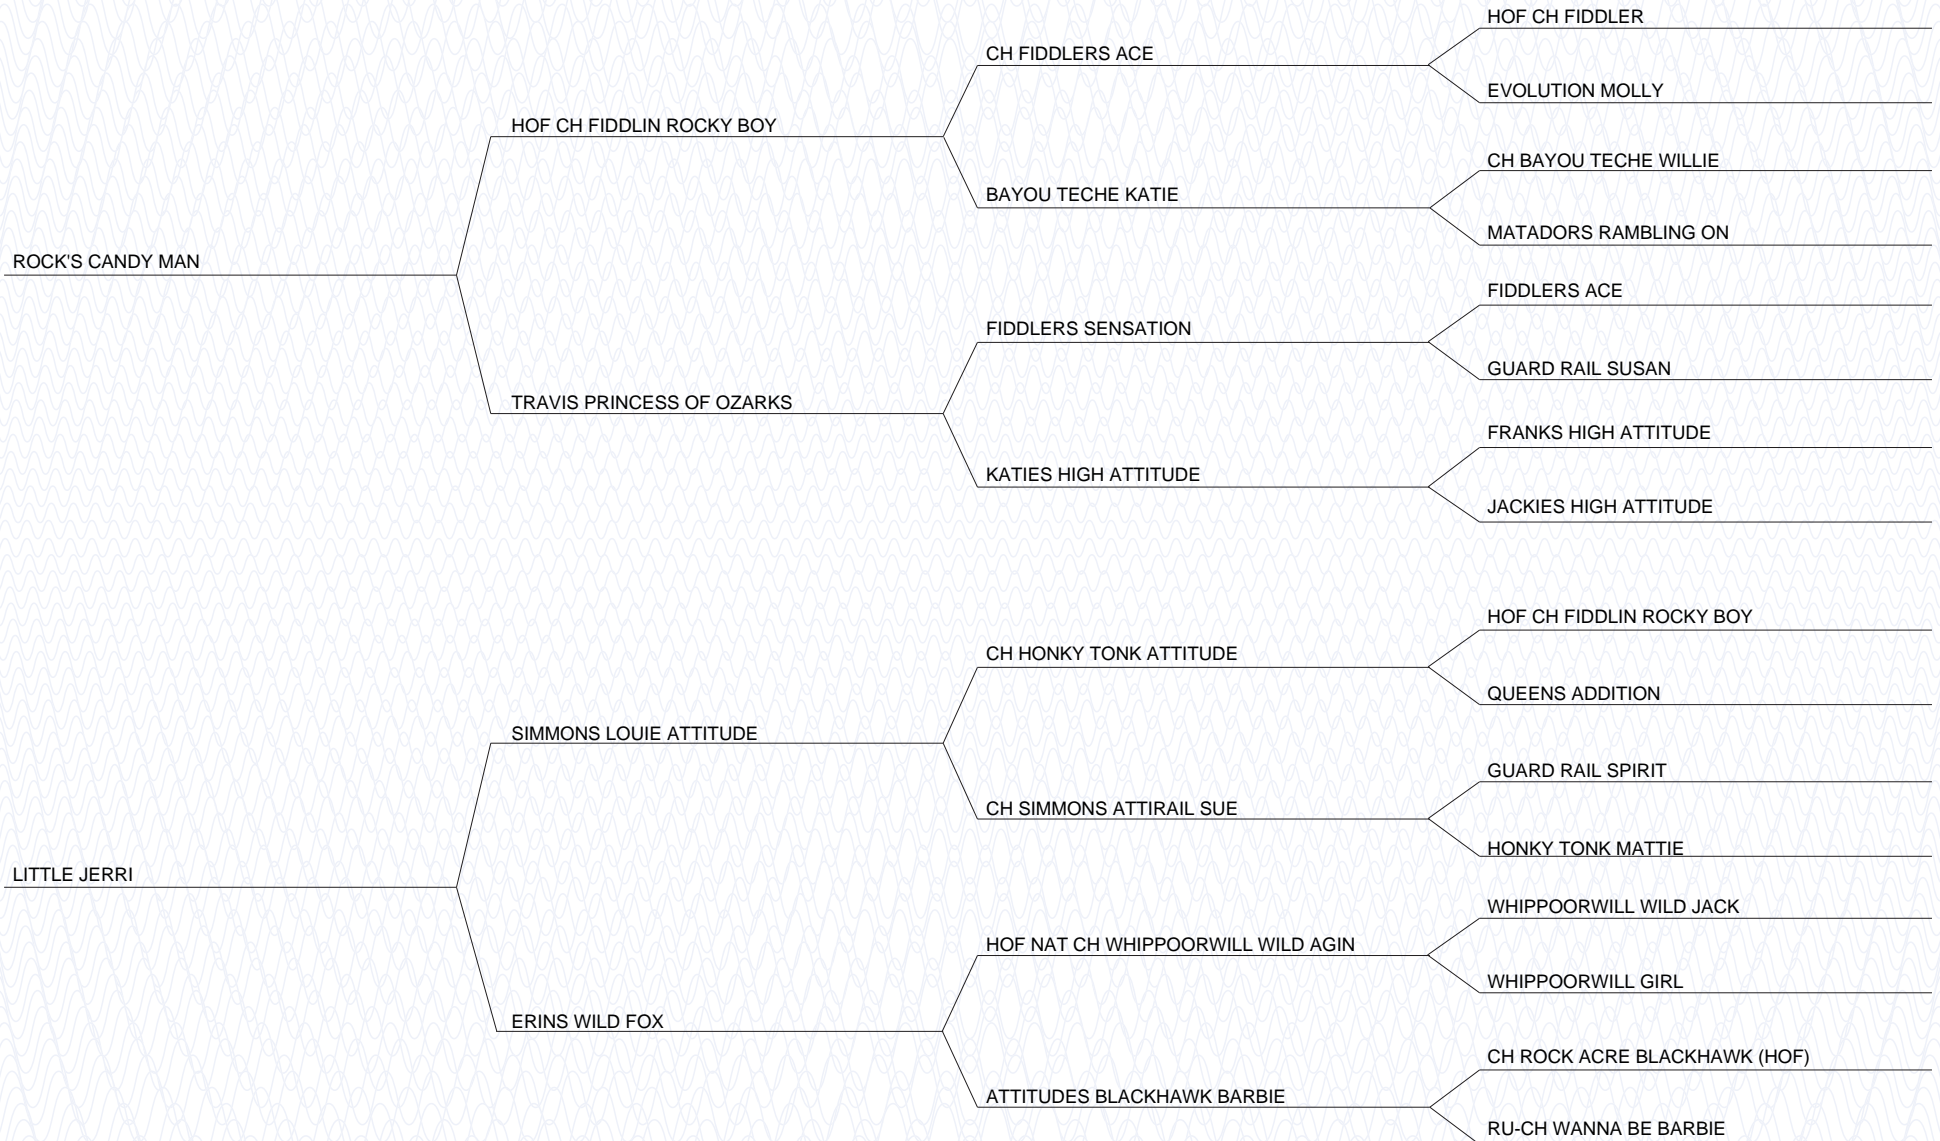 HOF CH FIDDLER
CH FIDDLERS ACE
EVOLUTION MOLLY
HOF CH FIDDLIN ROCKY BOY
CH BAYOU TECHE WILLIE
BAYOU TECHE KATIE
MATADORS RAMBLING ON
ROCK'S CANDY MAN
FIDDLERS ACE
FIDDLERS SENSATION
GUARD RAIL SUSAN
TRAVIS PRINCESS OF OZARKS
FRANKS HIGH ATTITUDE
KATIES HIGH ATTITUDE
JACKIES HIGH ATTITUDE
HOF CH FIDDLIN ROCKY BOY
CH HONKY TONK ATTITUDE
QUEENS ADDITION
SIMMONS LOUIE ATTITUDE
GUARD RAIL SPIRIT
CH SIMMONS ATTIRAIL SUE
HONKY TONK MATTIE
LITTLE JERRI
WHIPPOORWILL WILD JACK
HOF NAT CH WHIPPOORWILL WILD AGIN
WHIPPOORWILL GIRL
ERINS WILD FOX
CH ROCK ACRE BLACKHAWK (HOF)
ATTITUDES BLACKHAWK BARBIE
RU-CH WANNA BE BARBIE